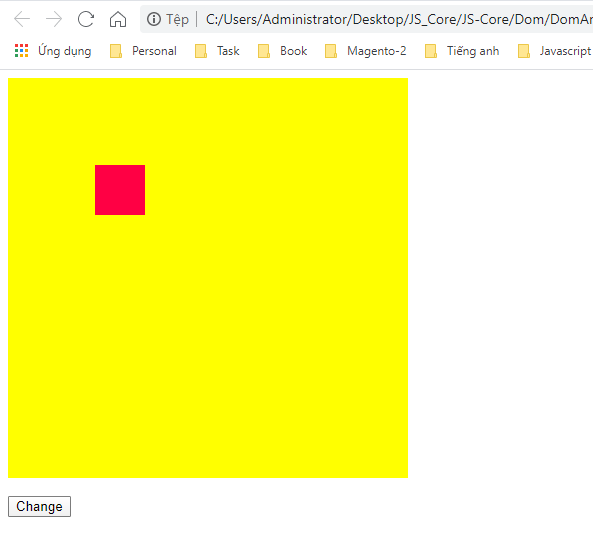 Tệp | C:/Users/Administrator/Desktop/JS_Core/JS-Core/Dom/DomAn
Ứng dụng Personal Task Book Magento-2 Tiếng anh Javascript
Change